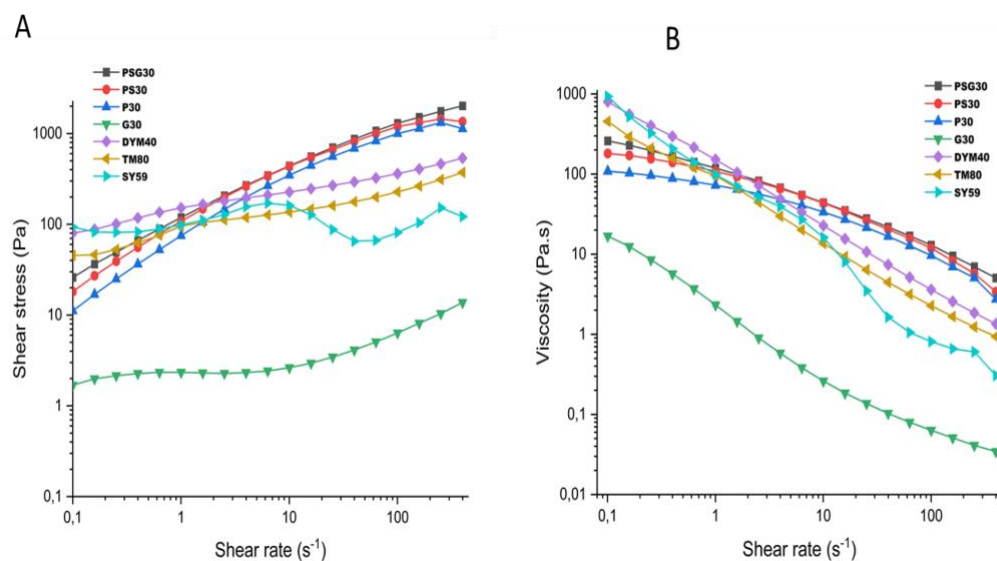 A
PSG30
PS30
P30
G30
DYM40
TM80
SY59
1000
100
10
1
0,1
0,1 1 10 100
Shear stress (Pa)
Shear rate (s⁻¹)
B
PSG30
PS30
P30
G30
DYM40
TM80
SY59
1000
100
10
1
0,1
0,01
0,1 1 10 100
Viscosity (Pa.s)
Shear rate (s⁻¹)